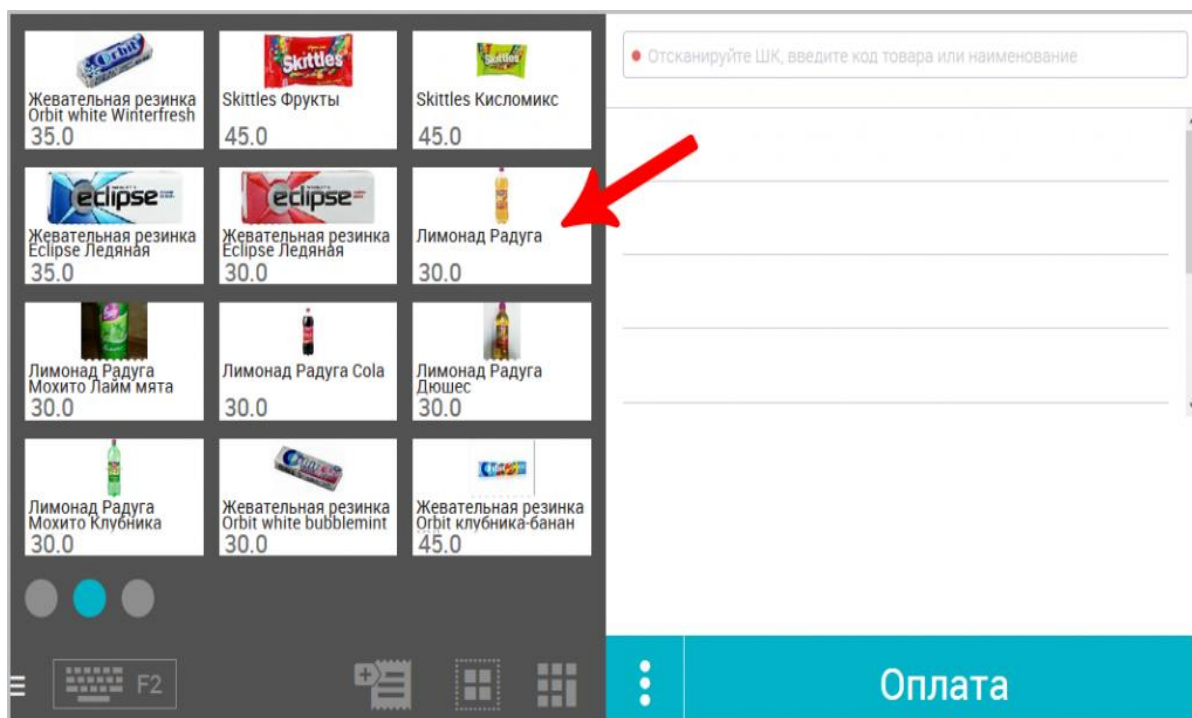 Orbit
Skittles
Skittles
Жевательная резинка
Orbit white Winterfresh
35.0
Skittles Фрукты
45.0
Skittles Кисломикс
45.0
eclipse
eclipse
Жевательная резинка
Eclipse Ледяная
35.0
Жевательная резинка
Eclipse Ледяная
30.0
Лимонад Радуга
30.0
Лимонад Радуга
Мохито Лайм мята
30.0
Лимонад Радуга Cola
30.0
Лимонад Радуга
Дюшес
30.0
Orbit
Orbit
Лимонад Радуга
Мохито Клубника
30.0
Жевательная резинка
Orbit white bubblemint
30.0
Жевательная резинка
Orbit клубника-банан
45.0
F2
Отсканируйте ШК, введите код товара или наименование
Оплата